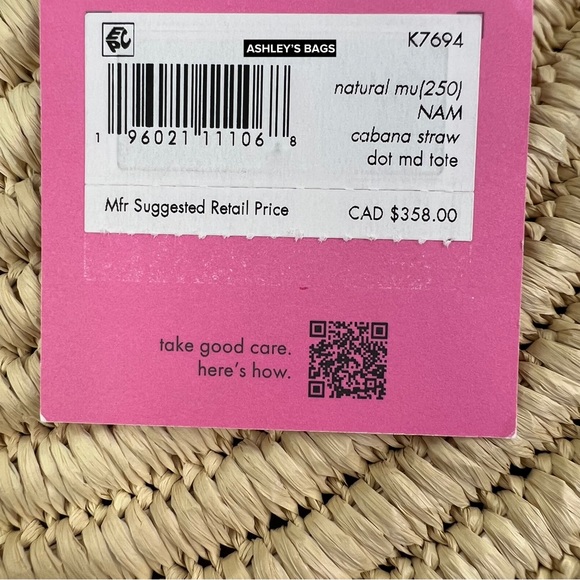 EPC
ASHLEY'S BAGS
K7694
natural mu(250)
NAM
cabana straw
dot md tote
1 96021 11106 8
Mfr Suggested Retail Price CAD $358.00
take good care.
here's how.